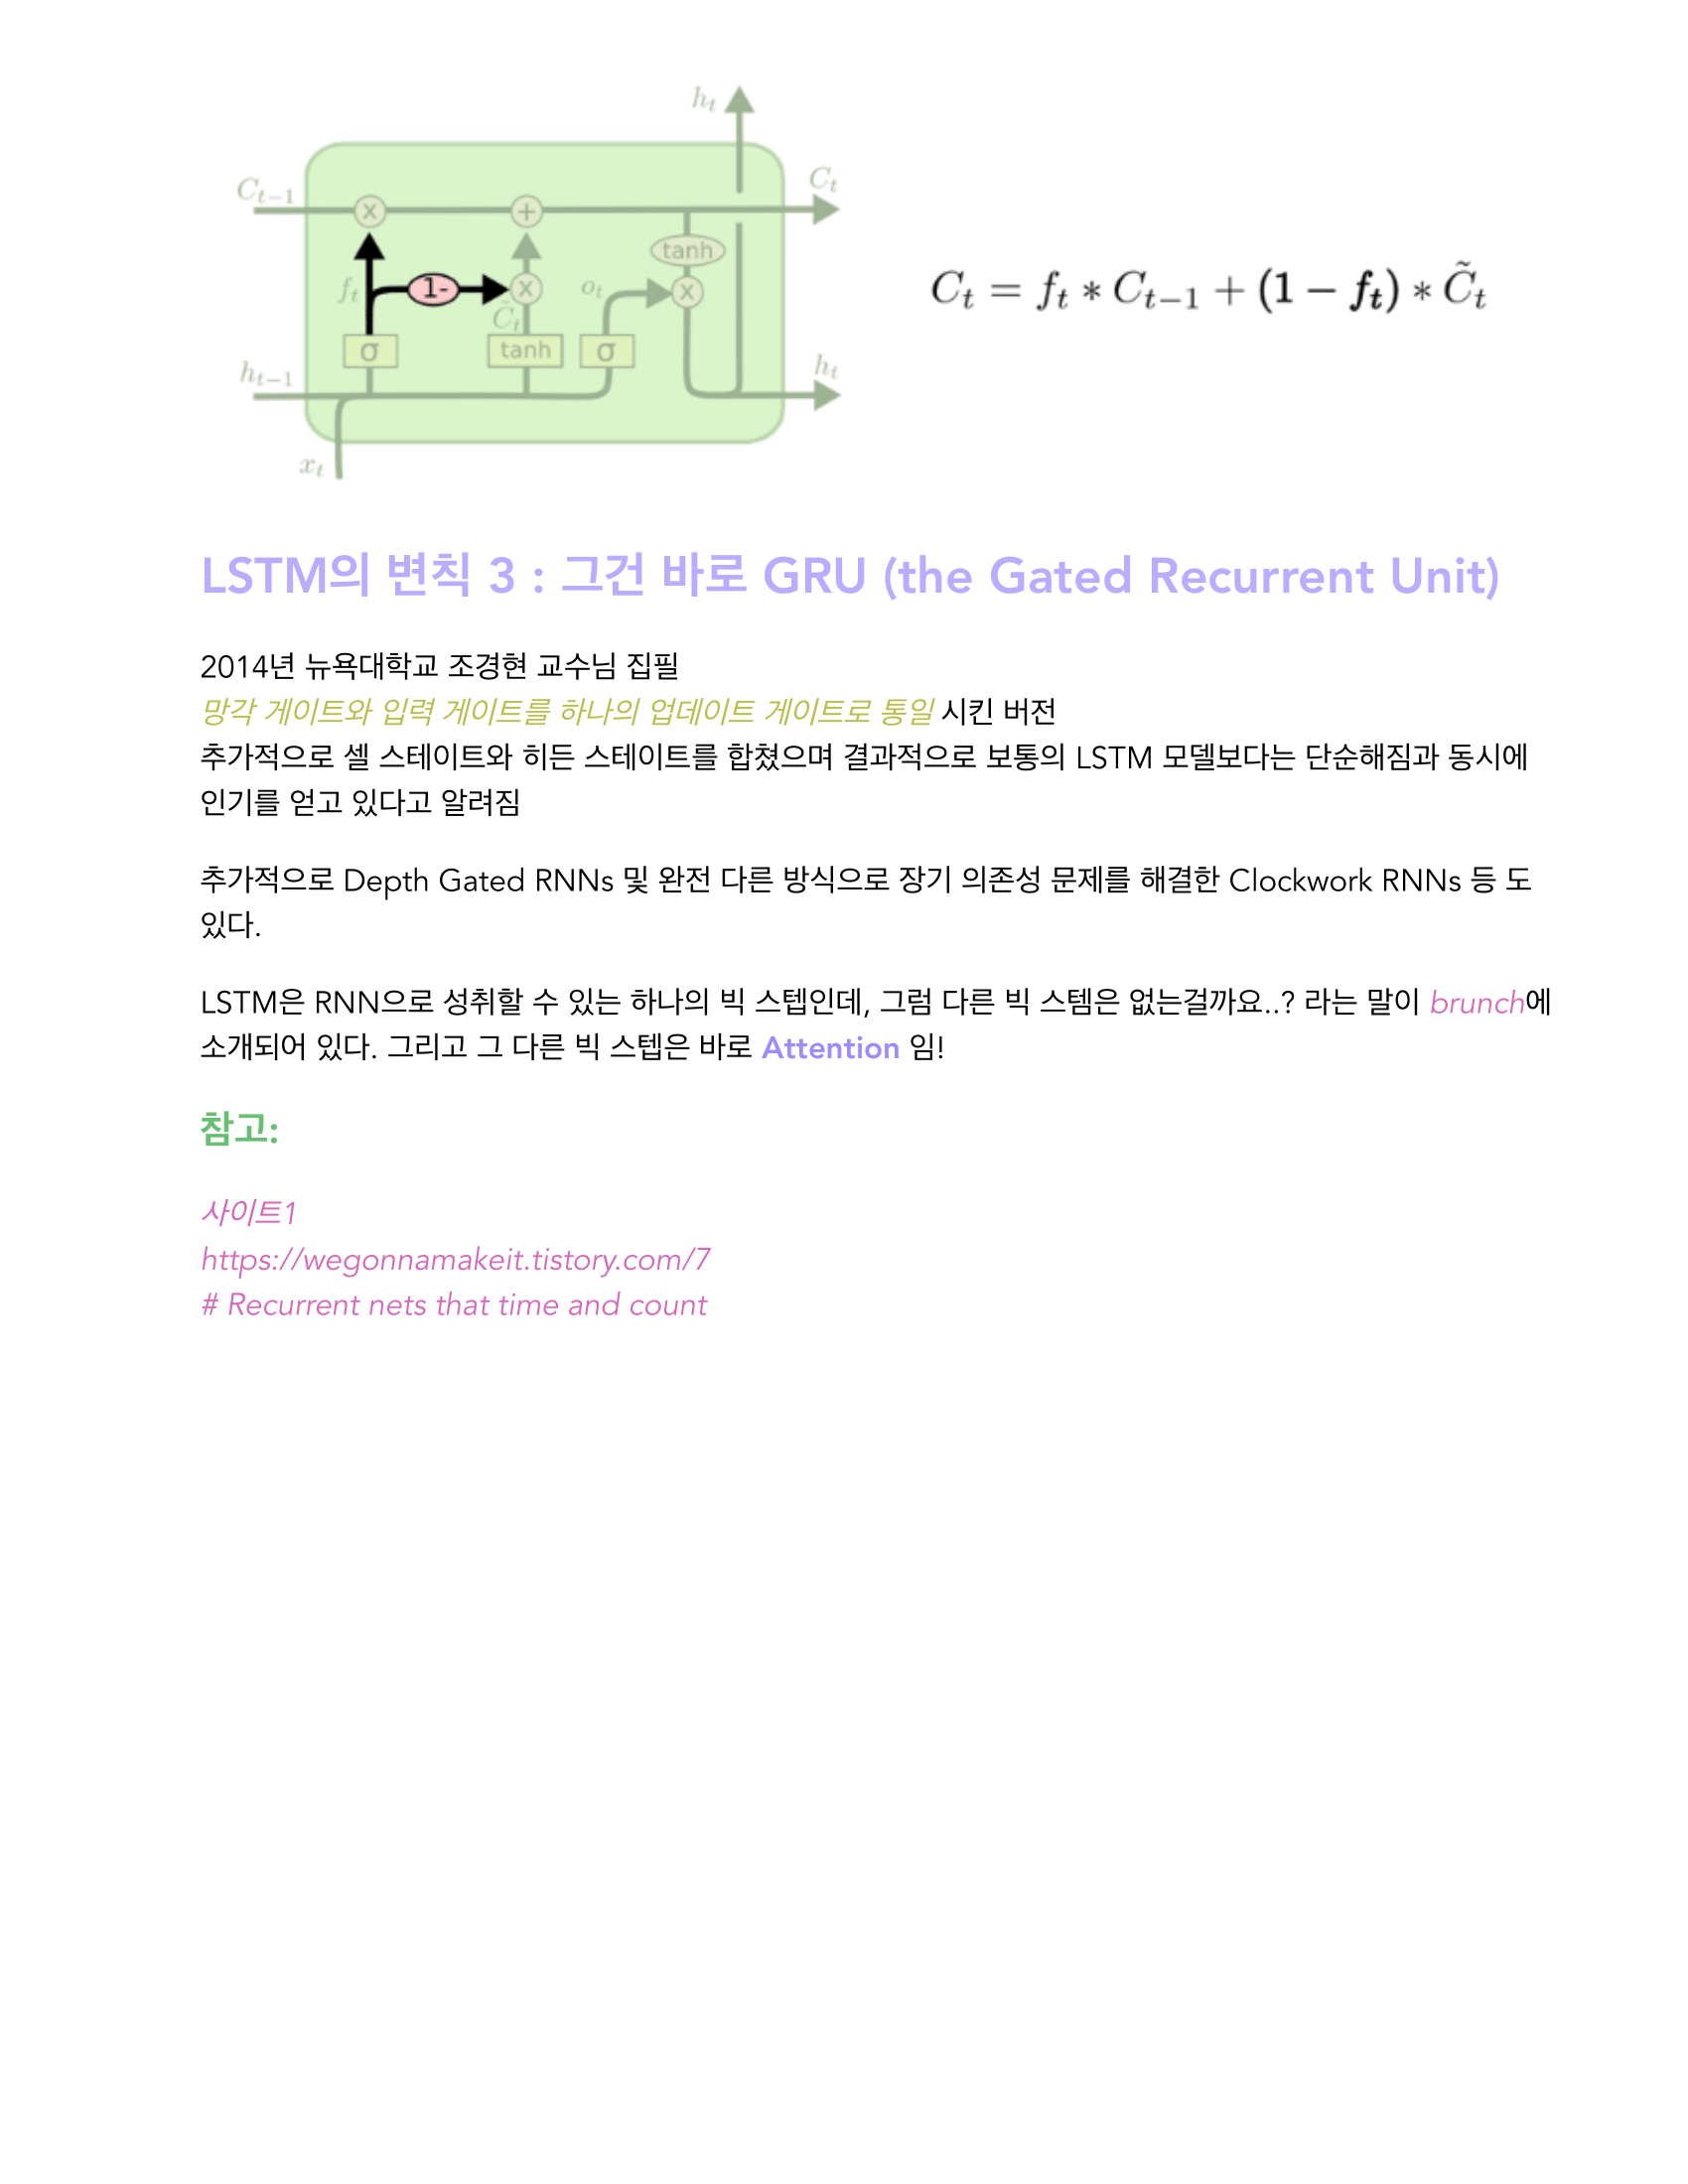 h_t
C_{t-1}
C_t
x
+
tanh
f_t
1-
x
o_t
x
C̃_t
σ
tanh
σ
h_{t-1}
h_t
x_t
C_t = f_t * C_{t-1} + (1 − f_t) * C̃_t
LSTM의 변칙 3 : 그건 바로 GRU (the Gated Recurrent Unit)
2014년 뉴욕대학교 조경현 교수님 집필
망각 게이트와 입력 게이트를 하나의 업데이트 게이트로 통일 시킨 버전
추가적으로 셀 스테이트와 히든 스테이트를 합쳤으며 결과적으로 보통의 LSTM 모델보다는 단순해짐과 동시에
인기를 얻고 있다고 알려짐
추가적으로 Depth Gated RNNs 및 완전 다른 방식으로 장기 의존성 문제를 해결한 Clockwork RNNs 등 도
있다.
LSTM은 RNN으로 성취할 수 있는 하나의 빅 스텝인데, 그럼 다른 빅 스템은 없는걸까요..? 라는 말이 brunch에
소개되어 있다. 그리고 그 다른 빅 스텝은 바로 Attention 임!
참고:
사이트1
https://wegonnamakeit.tistory.com/7
# Recurrent nets that time and count